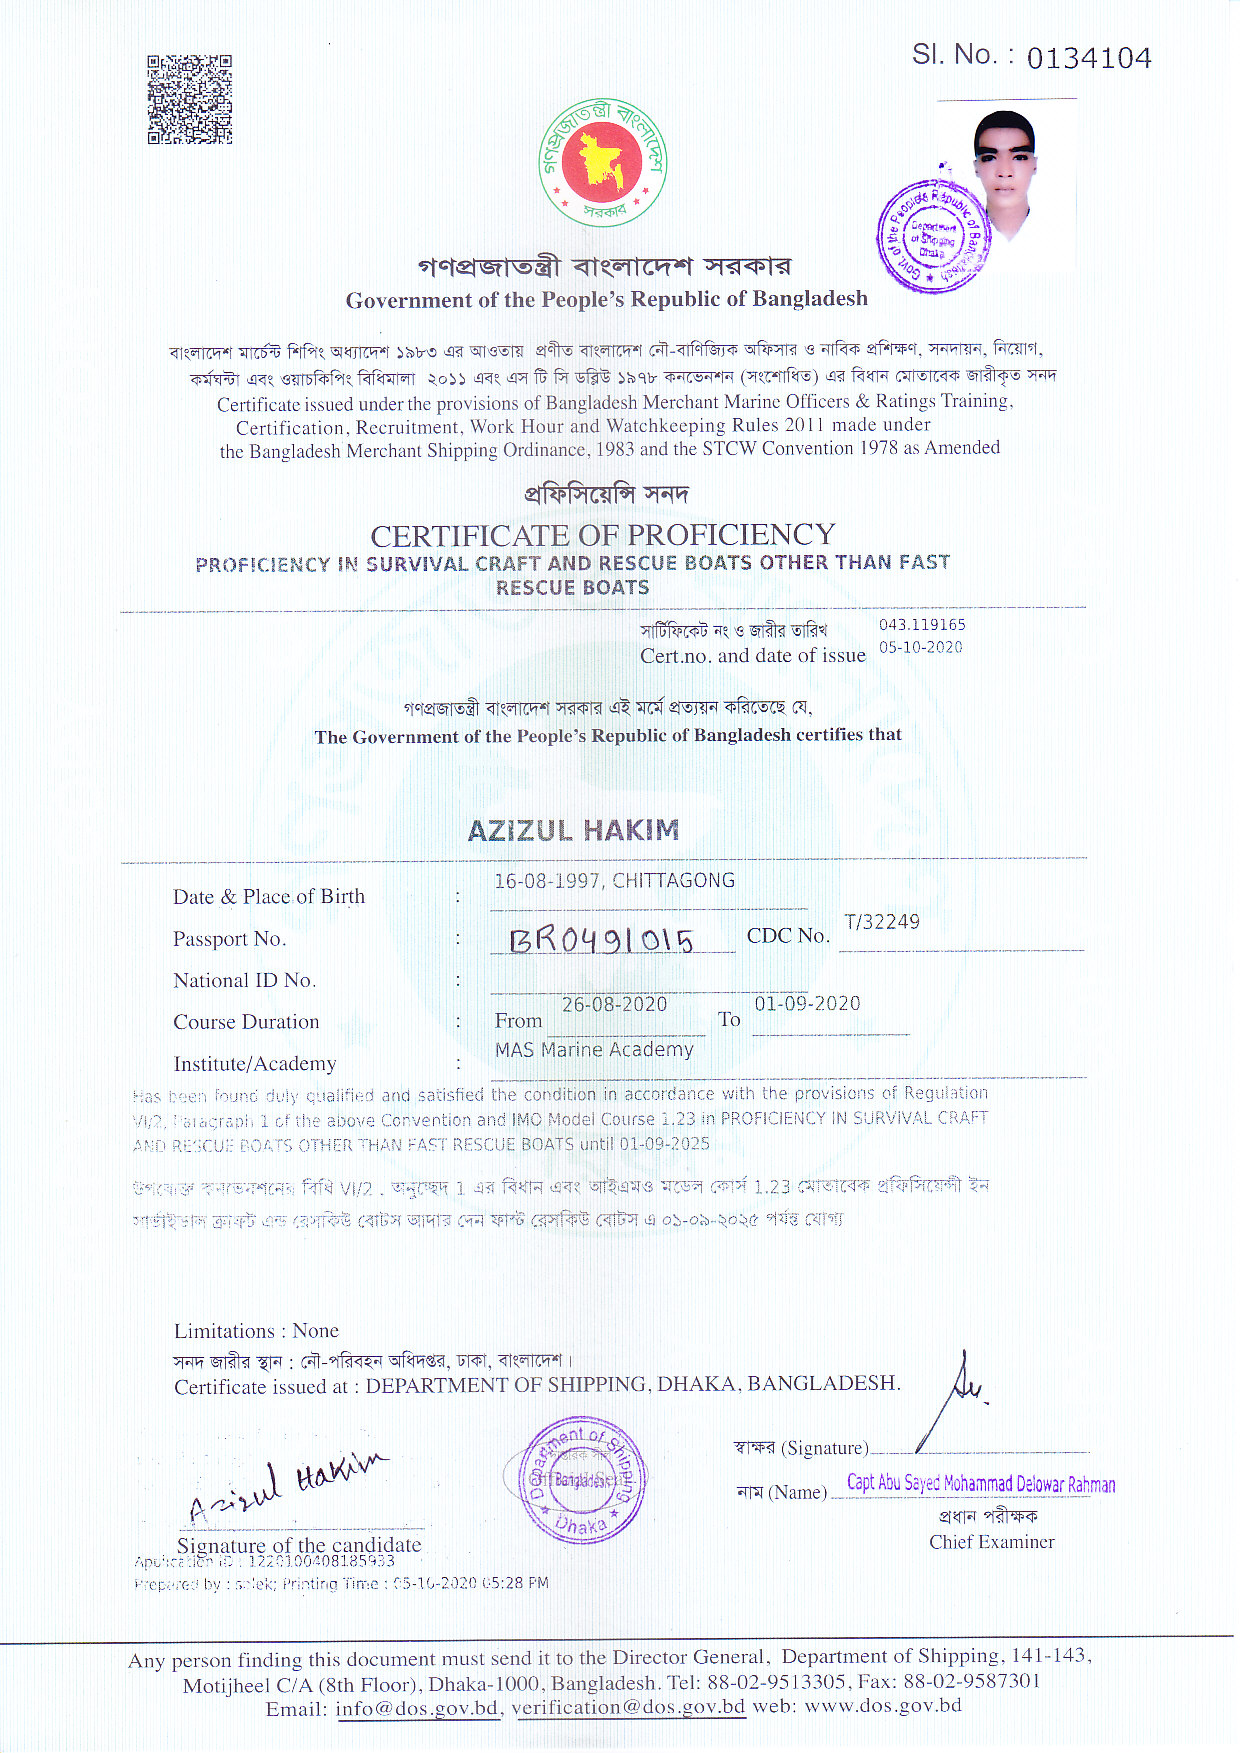 Sl. No. : 0134104
গণপ্রজাতন্ত্রী বাংলাদেশ
সরকার
Govt. of the People's Republic of Bangladesh
Department
of Shipping
Dhaka
গণপ্রজাতন্ত্রী বাংলাদেশ সরকার
Government of the People's Republic of Bangladesh
বাংলাদেশ মার্চেন্ট শিপিং অধ্যাদেশ ১৯৮৩ এর আওতায় প্রণীত বাংলাদেশ নৌ-বাণিজ্যিক অফিসার ও নাবিক প্রশিক্ষণ, সনদায়ন, নিয়োগ,
কর্মঘন্টা এবং ওয়াচকিপিং বিধিমালা ২০১১ এবং এস টি সি ডব্লিউ ১৯৭৮ কনভেনশন (সংশোধিত) এর বিধান মোতাবেক জারীকৃত সনদ
Certificate issued under the provisions of Bangladesh Merchant Marine Officers & Ratings Training,
Certification, Recruitment, Work Hour and Watchkeeping Rules 2011 made under
the Bangladesh Merchant Shipping Ordinance, 1983 and the STCW Convention 1978 as Amended
প্রফিসিয়েন্সি সনদ
CERTIFICATE OF PROFICIENCY
PROFICIENCY IN SURVIVAL CRAFT AND RESCUE BOATS OTHER THAN FAST
RESCUE BOATS
সার্টিফিকেট নং ও জারীর তারিখ 043.119165
Cert.no. and date of issue 05-10-2020
গণপ্রজাতন্ত্রী বাংলাদেশ সরকার এই মর্মে প্রত্যয়ন করিতেছে যে,
The Government of the People's Republic of Bangladesh certifies that
AZIZUL HAKIM
Date & Place of Birth : 16-08-1997, CHITTAGONG
Passport No. : BR0491015 CDC No. T/32249
National ID No. :
Course Duration : From 26-08-2020 To 01-09-2020
Institute/Academy : MAS Marine Academy
Has been found duly qualified and satisfied the condition in accordance with the provisions of Regulation
VI/2, Paragraph 1 of the above Convention and IMO Model Course 1.23 in PROFICIENCY IN SURVIVAL CRAFT
AND RESCUE BOATS OTHER THAN FAST RESCUE BOATS until 01-09-2025
উপরোক্ত কনভেনশনের বিধি VI/2 . অনুচ্ছেদ 1 এর বিধান এবং আইএমও মডেল কোর্স 1.23 মোতাবেক প্রফিসিয়েন্সী ইন
সার্ভাইভাল ক্রাফট এন্ড রেসকিউ বোটস আদার দেন ফাস্ট রেসকিউ বোটস এ ০১-০৯-২০২৫ পর্যন্ত যোগ্য
Limitations : None
সনদ জারীর স্থান : নৌ-পরিবহন অধিদপ্তর, ঢাকা, বাংলাদেশ।
Certificate issued at : DEPARTMENT OF SHIPPING, DHAKA, BANGLADESH.
Azizul Hakim
Signature of the candidate
Department of Shipping
Bangladesh
Dhaka
স্বাক্ষর (Signature)
নাম (Name) Capt Abu Sayed Mohammad Delowar Rahman
প্রধান পরীক্ষক
Chief Examiner
Application ID : 1220100408185933
Prepared by : salek; Printing Time : 05-10-2020 05:28 PM
Any person finding this document must send it to the Director General, Department of Shipping, 141-143,
Motijheel C/A (8th Floor), Dhaka-1000, Bangladesh. Tel: 88-02-9513305, Fax: 88-02-9587301
Email: info@dos.gov.bd, verification@dos.gov.bd web: www.dos.gov.bd